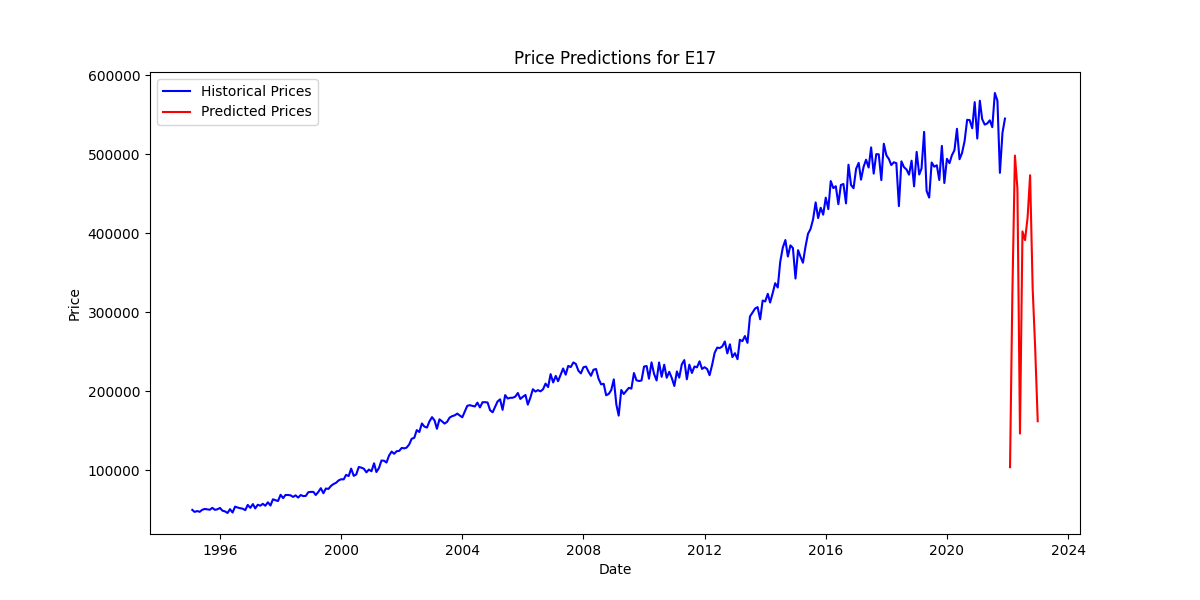 Price Predictions for E17
600000
500000
400000
300000
200000
100000
Price
Historical Prices
Predicted Prices
1996 2000 2004 2008 2012 2016 2020 2024
Date